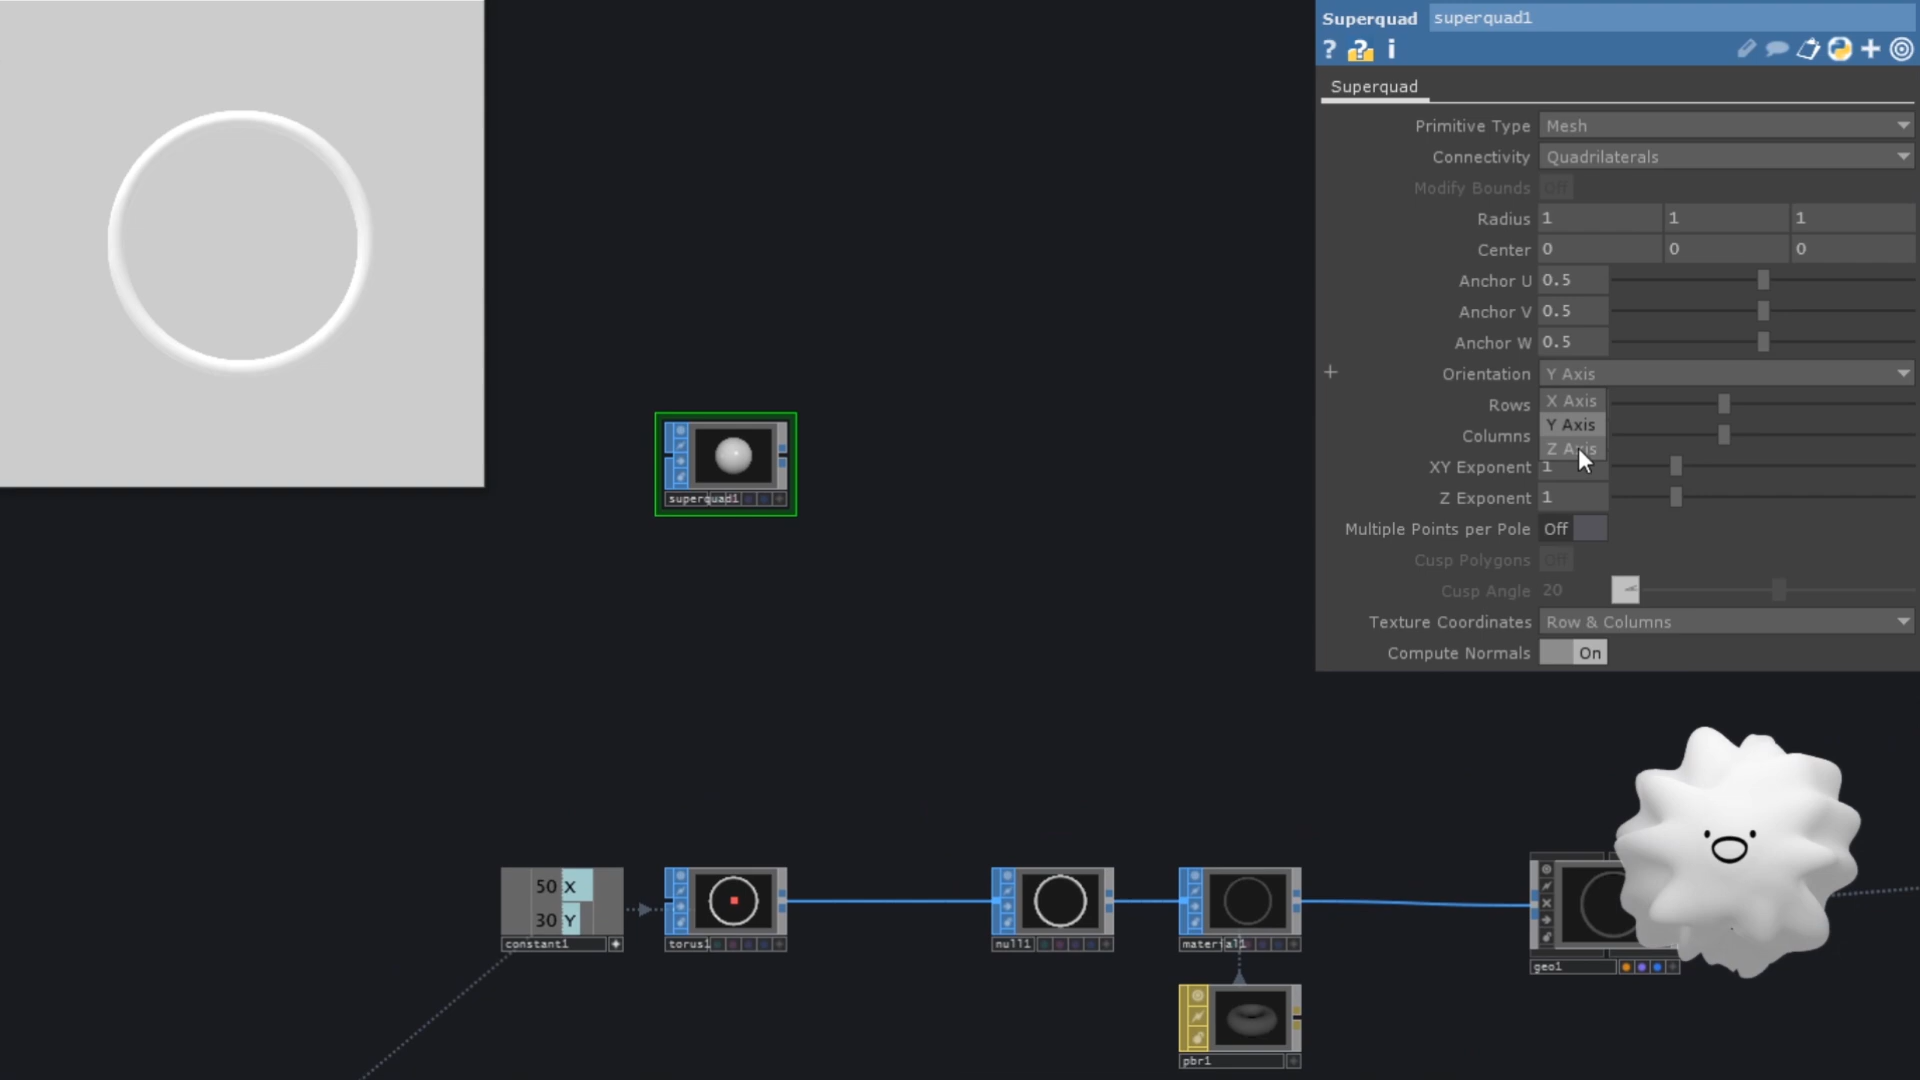 Superquad superquad1
? ? i
Superquad
Primitive Type Mesh
Connectivity Quadrilaterals
Modify Bounds Off
Radius 1 1 1
Center 0 0 0
Anchor U 0.5
Anchor V 0.5
Anchor W 0.5
+ Orientation Y Axis
Rows X Axis
Y Axis
Columns
Z Axis
XY Exponent 1
Z Exponent 1
Multiple Points per Pole Off
Cusp Polygons Off
Cusp Angle 20
Texture Coordinates Row & Columns
Compute Normals On
superquad1
50 X
30 Y
constant1
torus1
null1
material1
geo1
pbr1